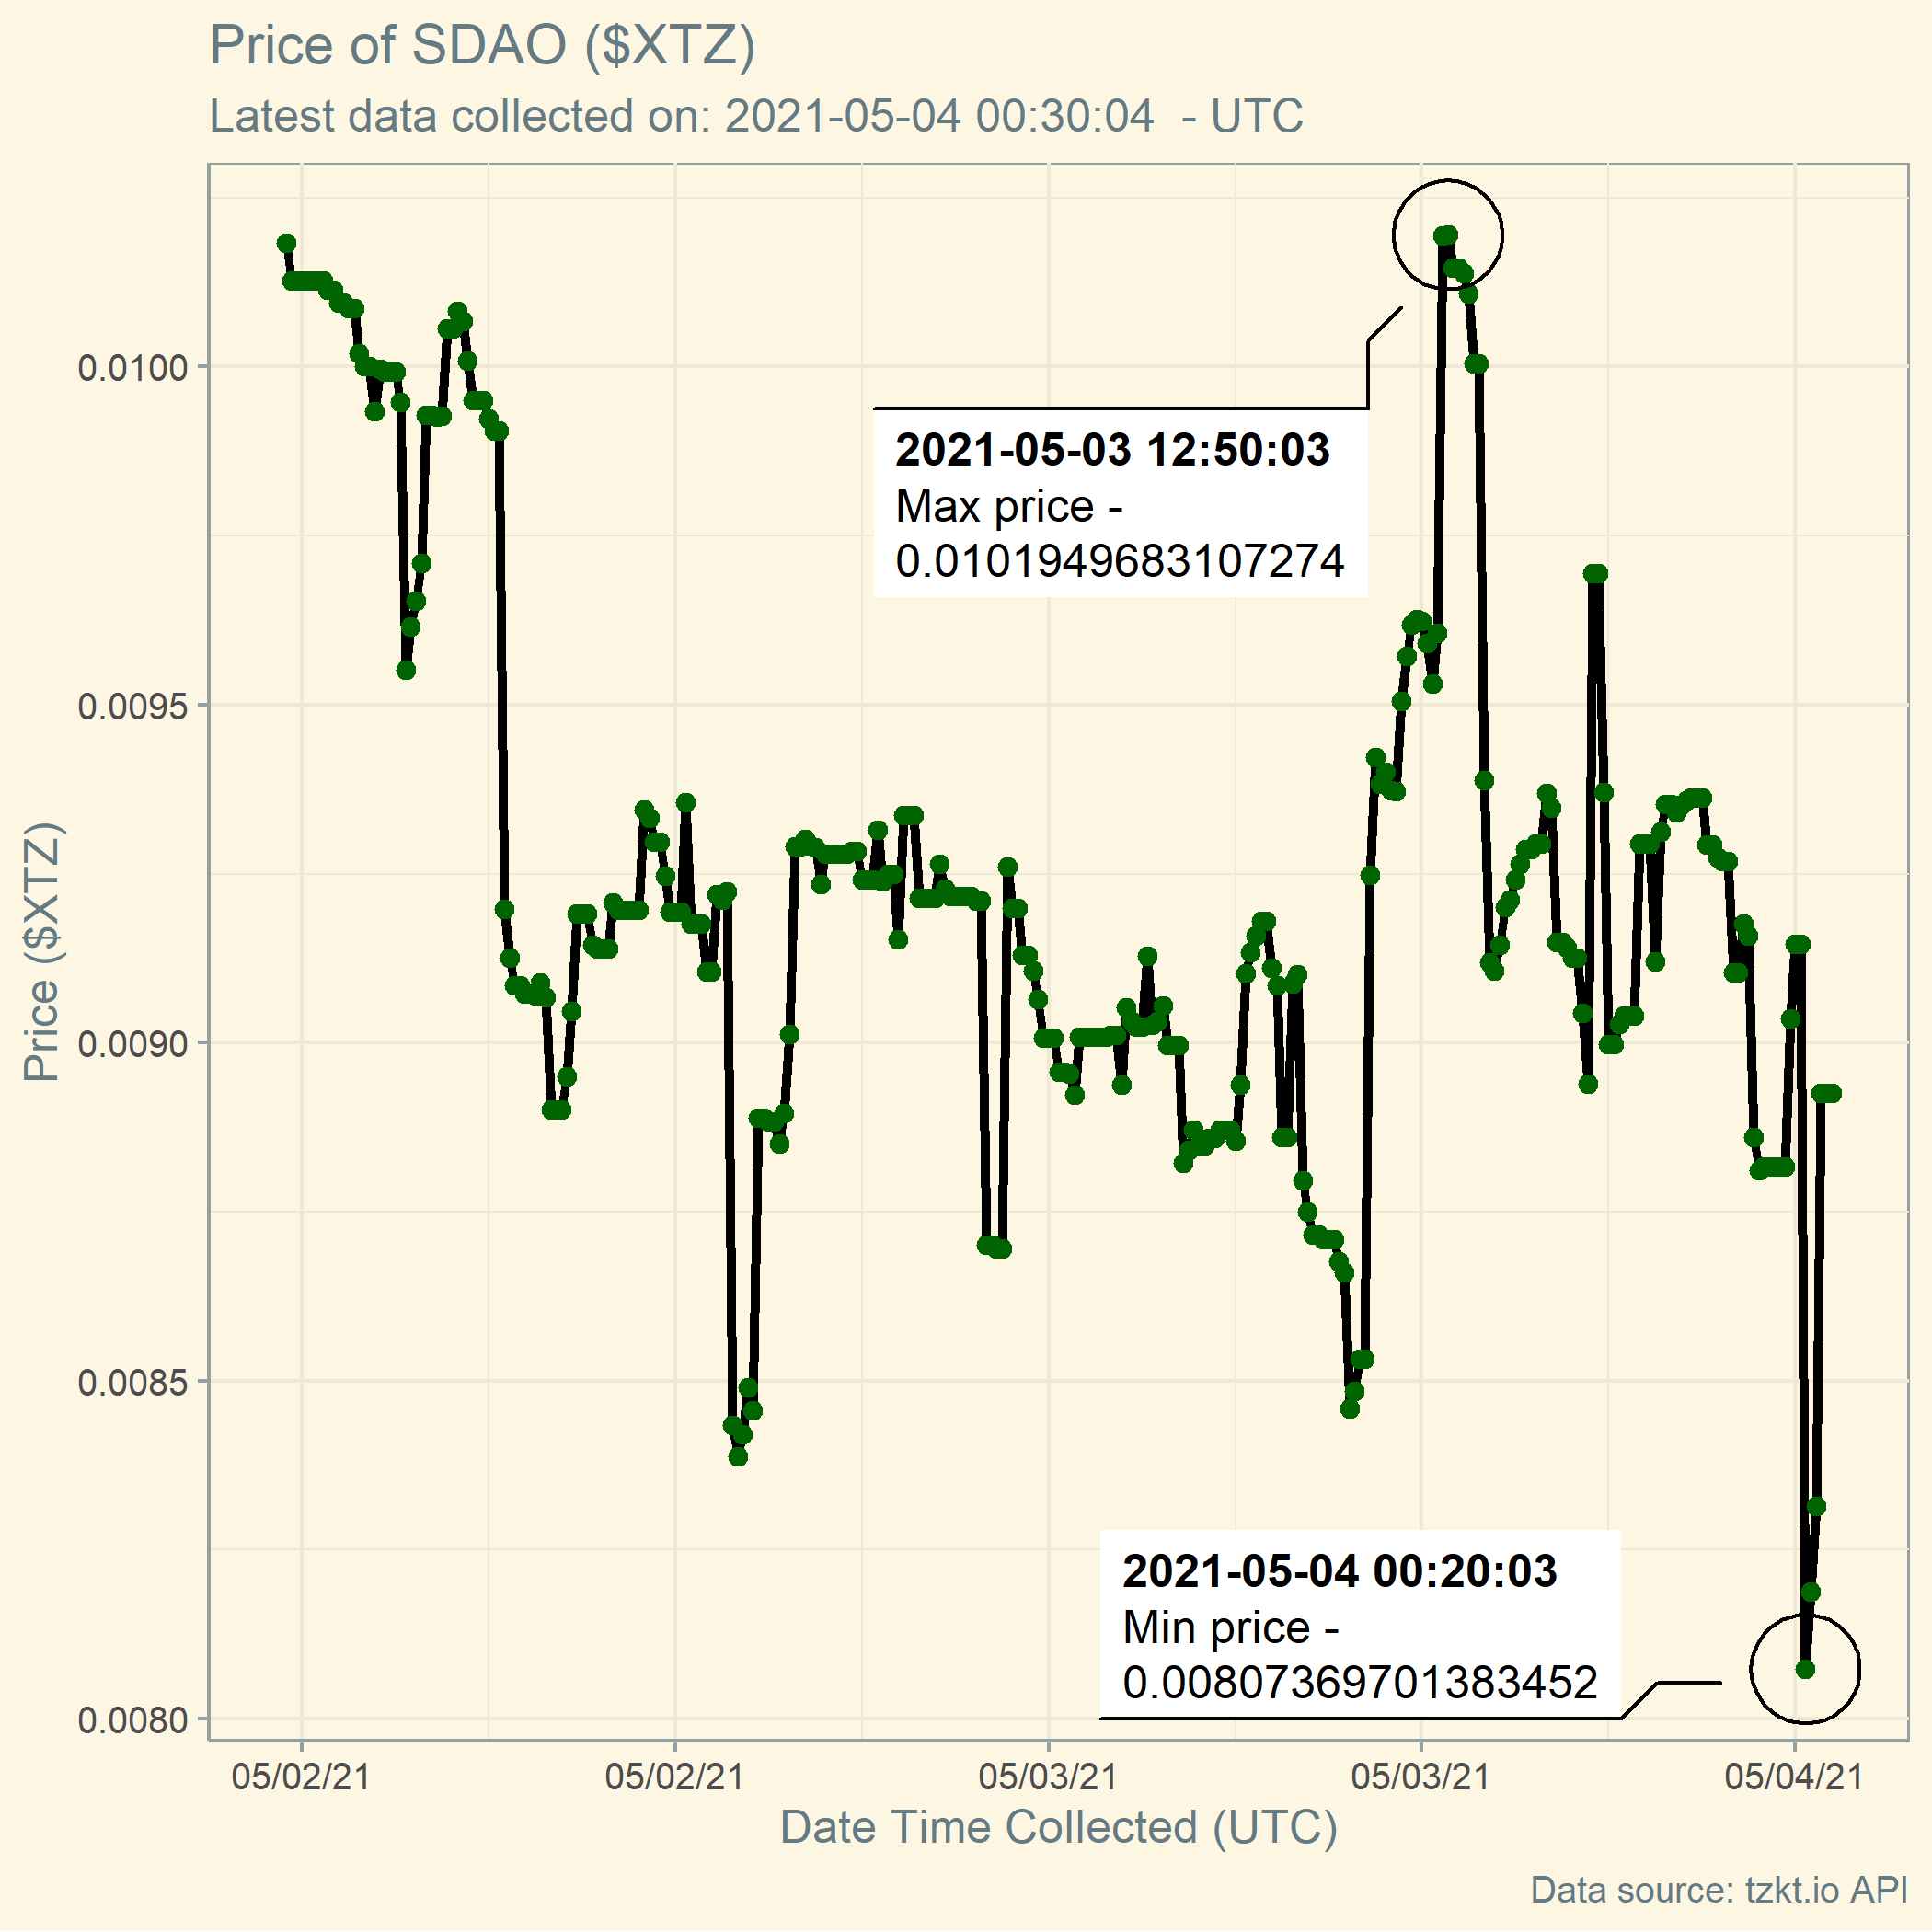 Price of SDAO ($XTZ)
Latest data collected on: 2021-05-04 00:30:04  - UTC
Price ($XTZ)
0.0100
0.0095
0.0090
0.0085
0.0080
2021-05-03 12:50:03
Max price -
0.0101949683107274
2021-05-04 00:20:03
Min price -
0.00807369701383452
05/02/21 05/02/21 05/03/21 05/03/21 05/04/21
Date Time Collected (UTC)
Data source: tzkt.io API